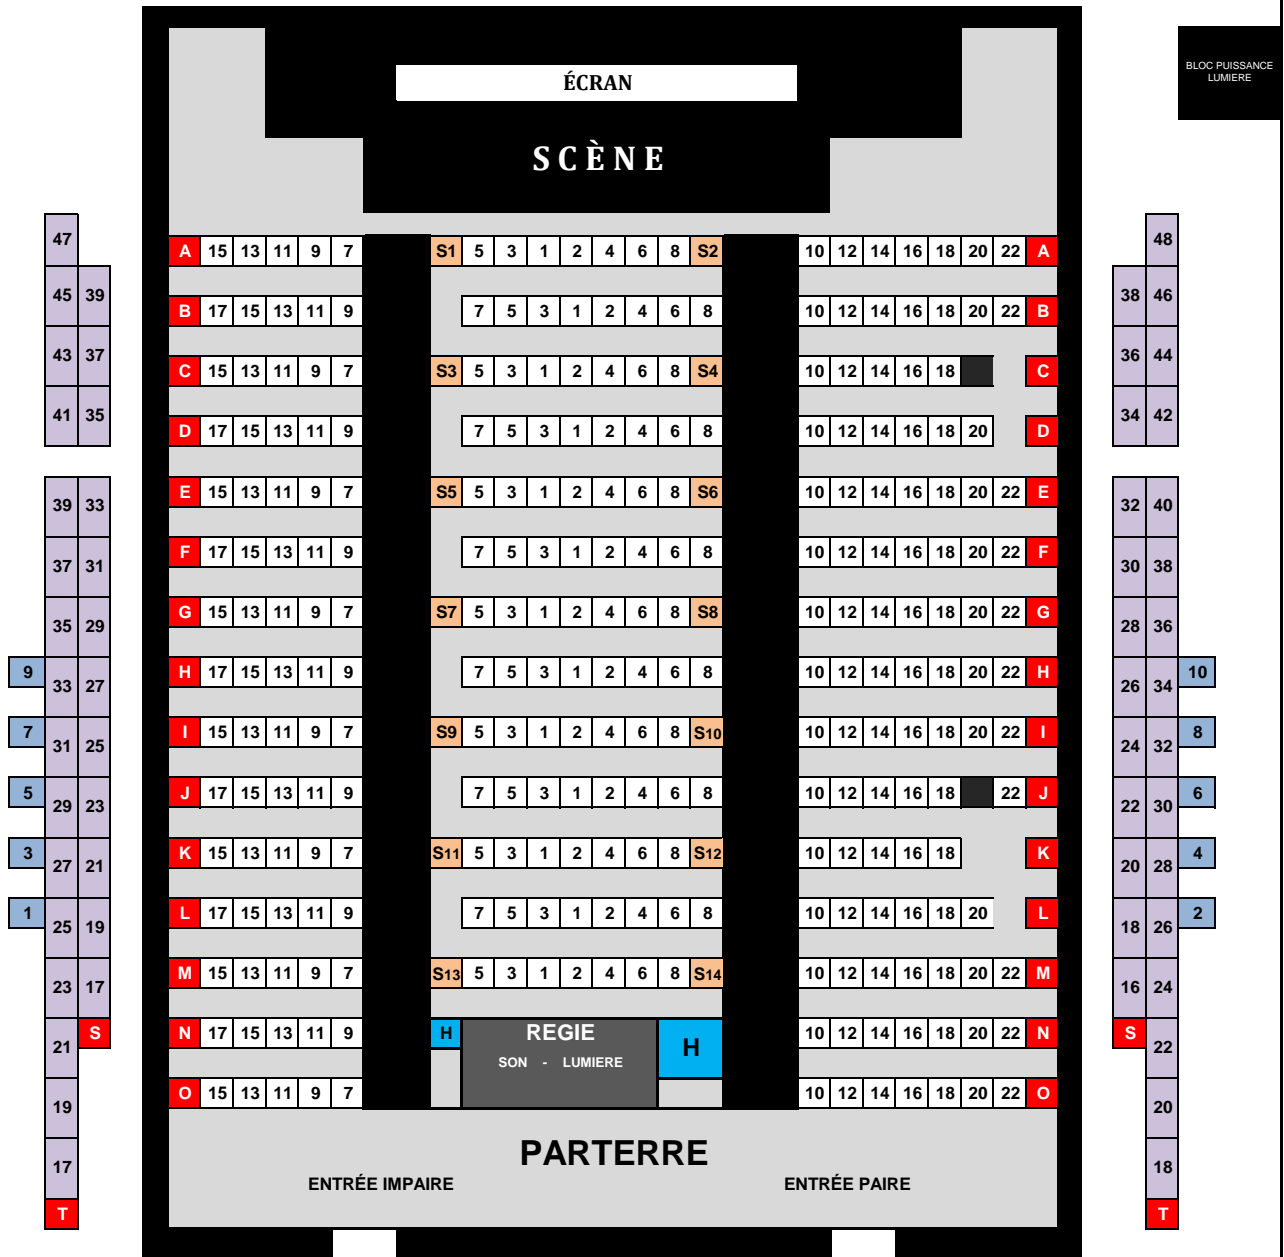 BLOC PUISSANCE
LUMIERE
ÉCRAN
SCÈNE
A 15 13 11 9 7 S1 5 3 1 2 4 6 8 S2 10 12 14 16 18 20 22 A
B 17 15 13 11 9 7 5 3 1 2 4 6 8 10 12 14 16 18 20 22 B
C 15 13 11 9 7 S3 5 3 1 2 4 6 8 S4 10 12 14 16 18 C
D 17 15 13 11 9 7 5 3 1 2 4 6 8 10 12 14 16 18 20 D
E 15 13 11 9 7 S5 5 3 1 2 4 6 8 S6 10 12 14 16 18 20 22 E
F 17 15 13 11 9 7 5 3 1 2 4 6 8 10 12 14 16 18 20 22 F
G 15 13 11 9 7 S7 5 3 1 2 4 6 8 S8 10 12 14 16 18 20 22 G
H 17 15 13 11 9 7 5 3 1 2 4 6 8 10 12 14 16 18 20 22 H
I 15 13 11 9 7 S9 5 3 1 2 4 6 8 S10 10 12 14 16 18 20 22 I
J 17 15 13 11 9 7 5 3 1 2 4 6 8 10 12 14 16 18 22 J
K 15 13 11 9 7 S11 5 3 1 2 4 6 8 S12 10 12 14 16 18 K
L 17 15 13 11 9 7 5 3 1 2 4 6 8 10 12 14 16 18 20 L
M 15 13 11 9 7 S13 5 3 1 2 4 6 8 S14 10 12 14 16 18 20 22 M
N 17 15 13 11 9 H REGIE H 10 12 14 16 18 20 22 N
SON - LUMIERE
O 15 13 11 9 7 10 12 14 16 18 20 22 O
PARTERRE
ENTRÉE IMPAIRE ENTRÉE PAIRE
47
45 39
43 37
41 35
39 33
37 31
35 29
9 33 27
7 31 25
5 29 23
3 27 21
1 25 19
23 17
21 S
19
17
T
48
38 46
36 44
34 42
32 40
30 38
28 36
26 34 10
24 32 8
22 30 6
20 28 4
18 26 2
16 24
S 22
20
18
T